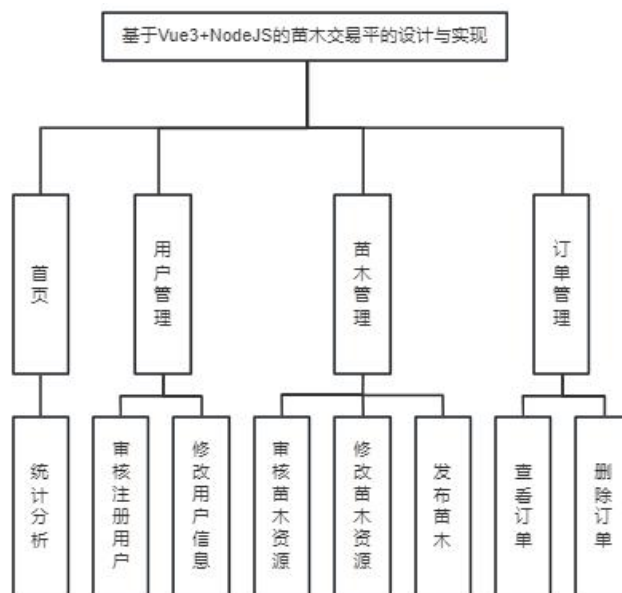 基于Vue3+NodeJS的苗木交易平的设计与实现
首页
用户管理
苗木管理
订单管理
统计分析
审核注册用户
修改用户信息
审核苗木资源
修改苗木资源
发布苗木
查看订单
删除订单